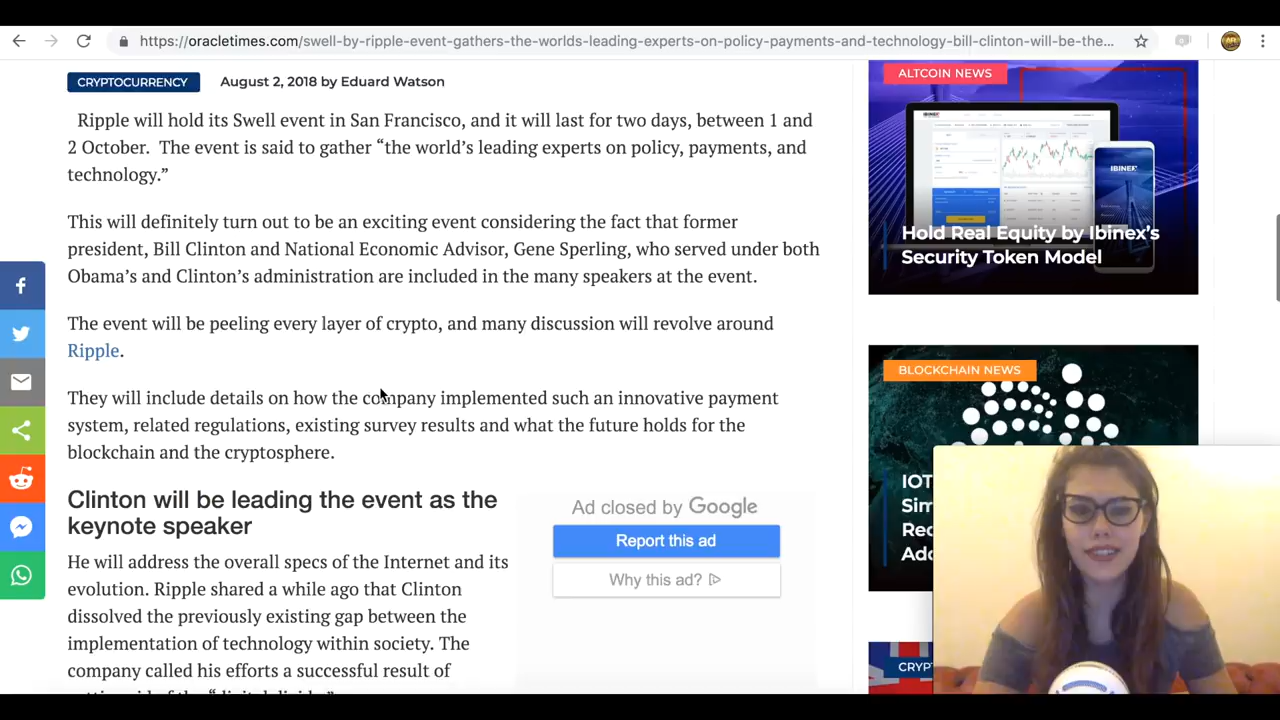 https://oracletimes.com/swell-by-ripple-event-gathers-the-worlds-leading-experts-on-policy-payments-and-technology-bill-clinton-will-be-the...
CRYPTOCURRENCY
August 2, 2018 by Eduard Watson
Ripple will hold its Swell event in San Francisco, and it will last for two days, between 1 and
2 October.  The event is said to gather “the world’s leading experts on policy, payments, and
technology.”
This will definitely turn out to be an exciting event considering the fact that former
president, Bill Clinton and National Economic Advisor, Gene Sperling, who served under both
Obama’s and Clinton’s administration are included in the many speakers at the event.
The event will be peeling every layer of crypto, and many discussion will revolve around
Ripple.
They will include details on how the company implemented such an innovative payment
system, related regulations, existing survey results and what the future holds for the
blockchain and the cryptosphere.
Clinton will be leading the event as the
keynote speaker
He will address the overall specs of the Internet and its
evolution. Ripple shared a while ago that Clinton
dissolved the previously existing gap between the
implementation of technology within society. The
company called his efforts a successful result of
Ad closed by Google
Report this ad
Why this ad?
ALTCOIN NEWS
IBINEX
IBINEX
Hold Real Equity by Ibinex’s
Security Token Model
BLOCKCHAIN NEWS
IOT
Sim
Rec
Add
CRYP